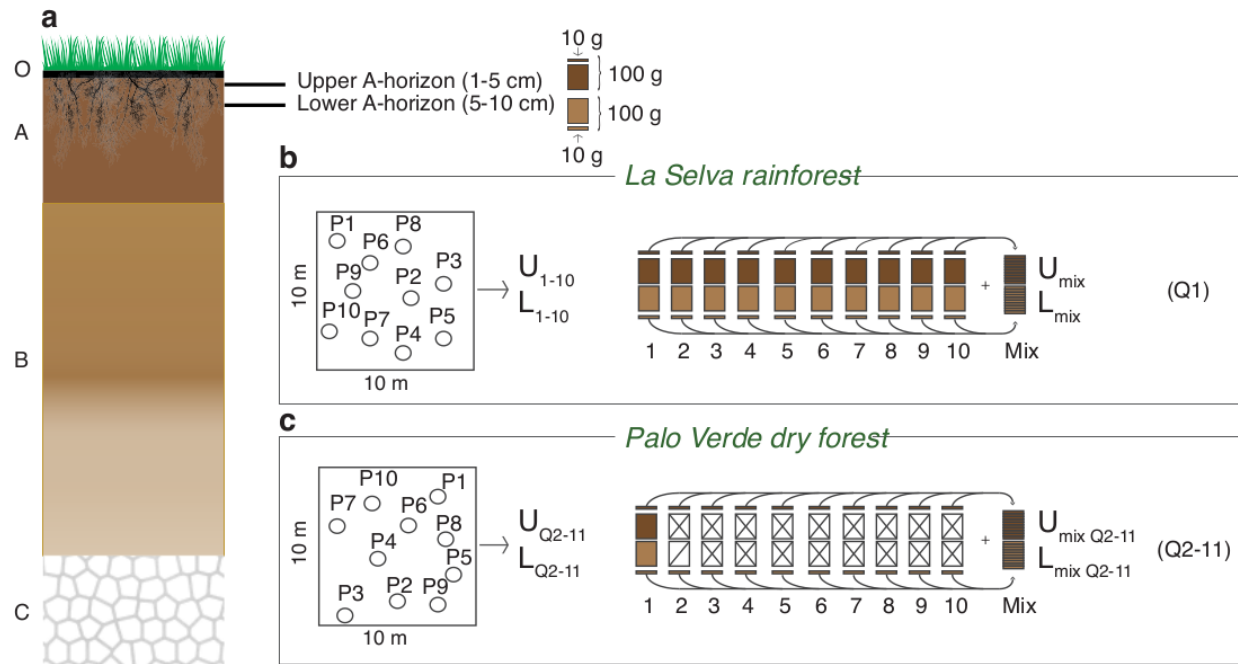 a
O
A
B
C
Upper A-horizon (1-5 cm)
Lower A-horizon (5-10 cm)
10 g
100 g
100 g
10 g
b
La Selva rainforest
P1
P8
P6
P3
P9
P2
P10
P7
P5
P4
10 m
10 m
U1-10
L1-10
1 2 3 4 5 6 7 8 9 10 Mix
+
Umix
Lmix
(Q1)
c
Palo Verde dry forest
P10
P1
P7
P6
P8
P4
P5
P3
P2
P9
10 m
10 m
UQ2-11
LQ2-11
1 2 3 4 5 6 7 8 9 10 Mix
+
Umix Q2-11
Lmix Q2-11
(Q2-11)